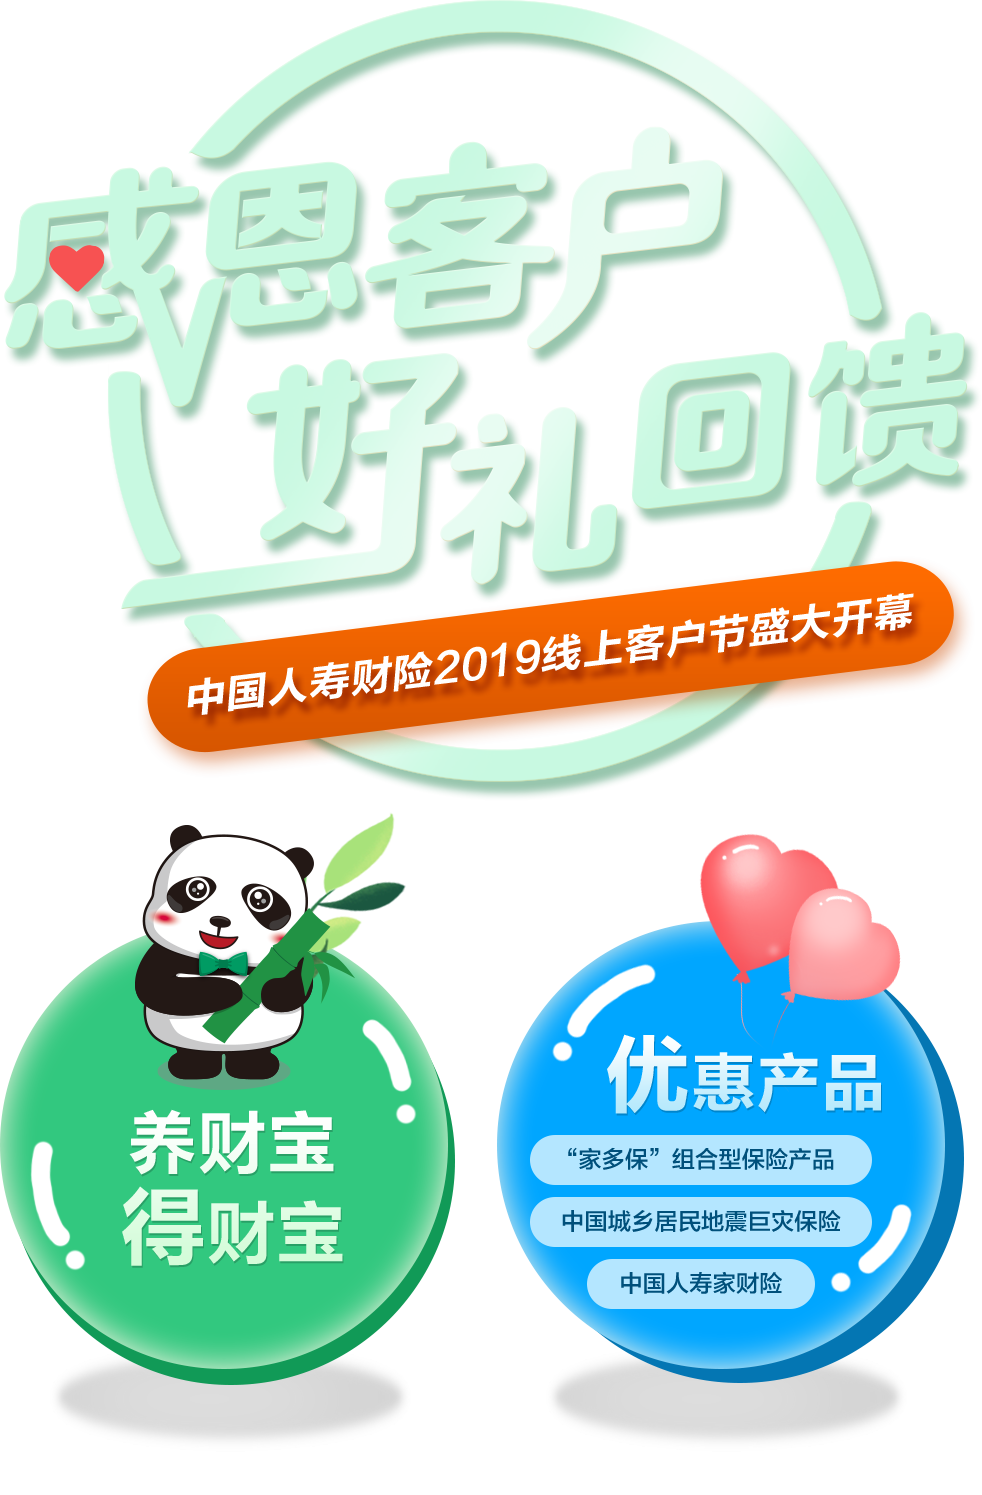 感恩客户
好礼回馈
中国人寿财险2019线上客户节盛大开幕
养财宝
得财宝
优惠产品
“家多保”组合型保险产品
中国城乡居民地震巨灾保险
中国人寿家财险